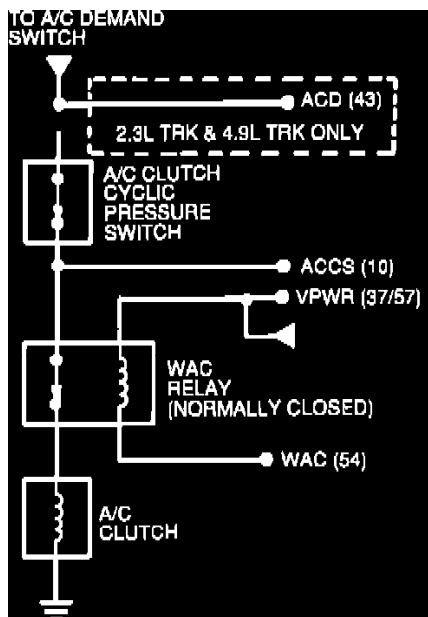 TO A/C DEMAND
SWITCH
ACD (43)
2.3L TRK & 4.9L TRK ONLY
A/C CLUTCH
CYCLIC
PRESSURE
SWITCH
ACCS (10)
VPWR (37/57)
WAC
RELAY
(NORMALLY CLOSED)
WAC (54)
A/C
CLUTCH